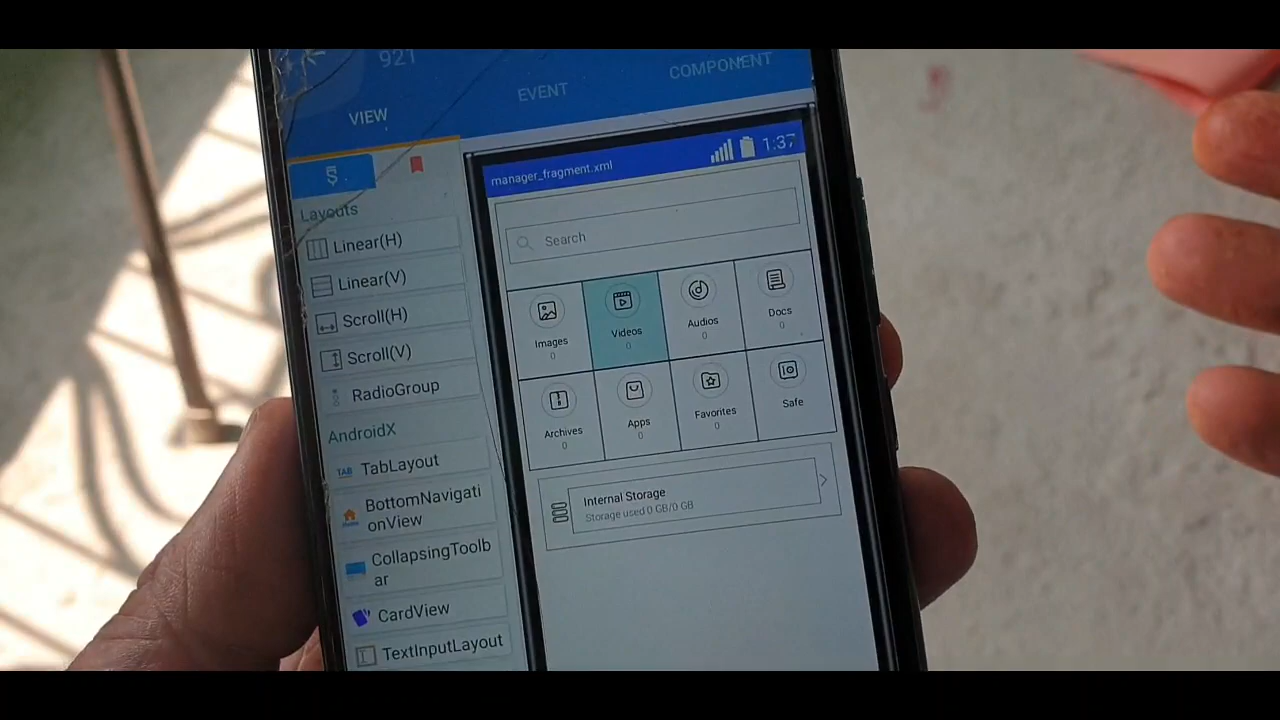 921
VIEW
EVENT
COMPONENT
Layouts
Linear(H)
Linear(V)
Scroll(H)
Scroll(V)
RadioGroup
AndroidX
TAB TabLayout
BottomNavigati
onView
CollapsingToolb
ar
CardView
TextInputLayout
manager_fragment.xml
1:37
Search
Images
0
Videos
0
Audios
0
Docs
0
Archives
0
Apps
0
Favorites
0
Safe
Internal Storage
Storage used 0 GB/0 GB